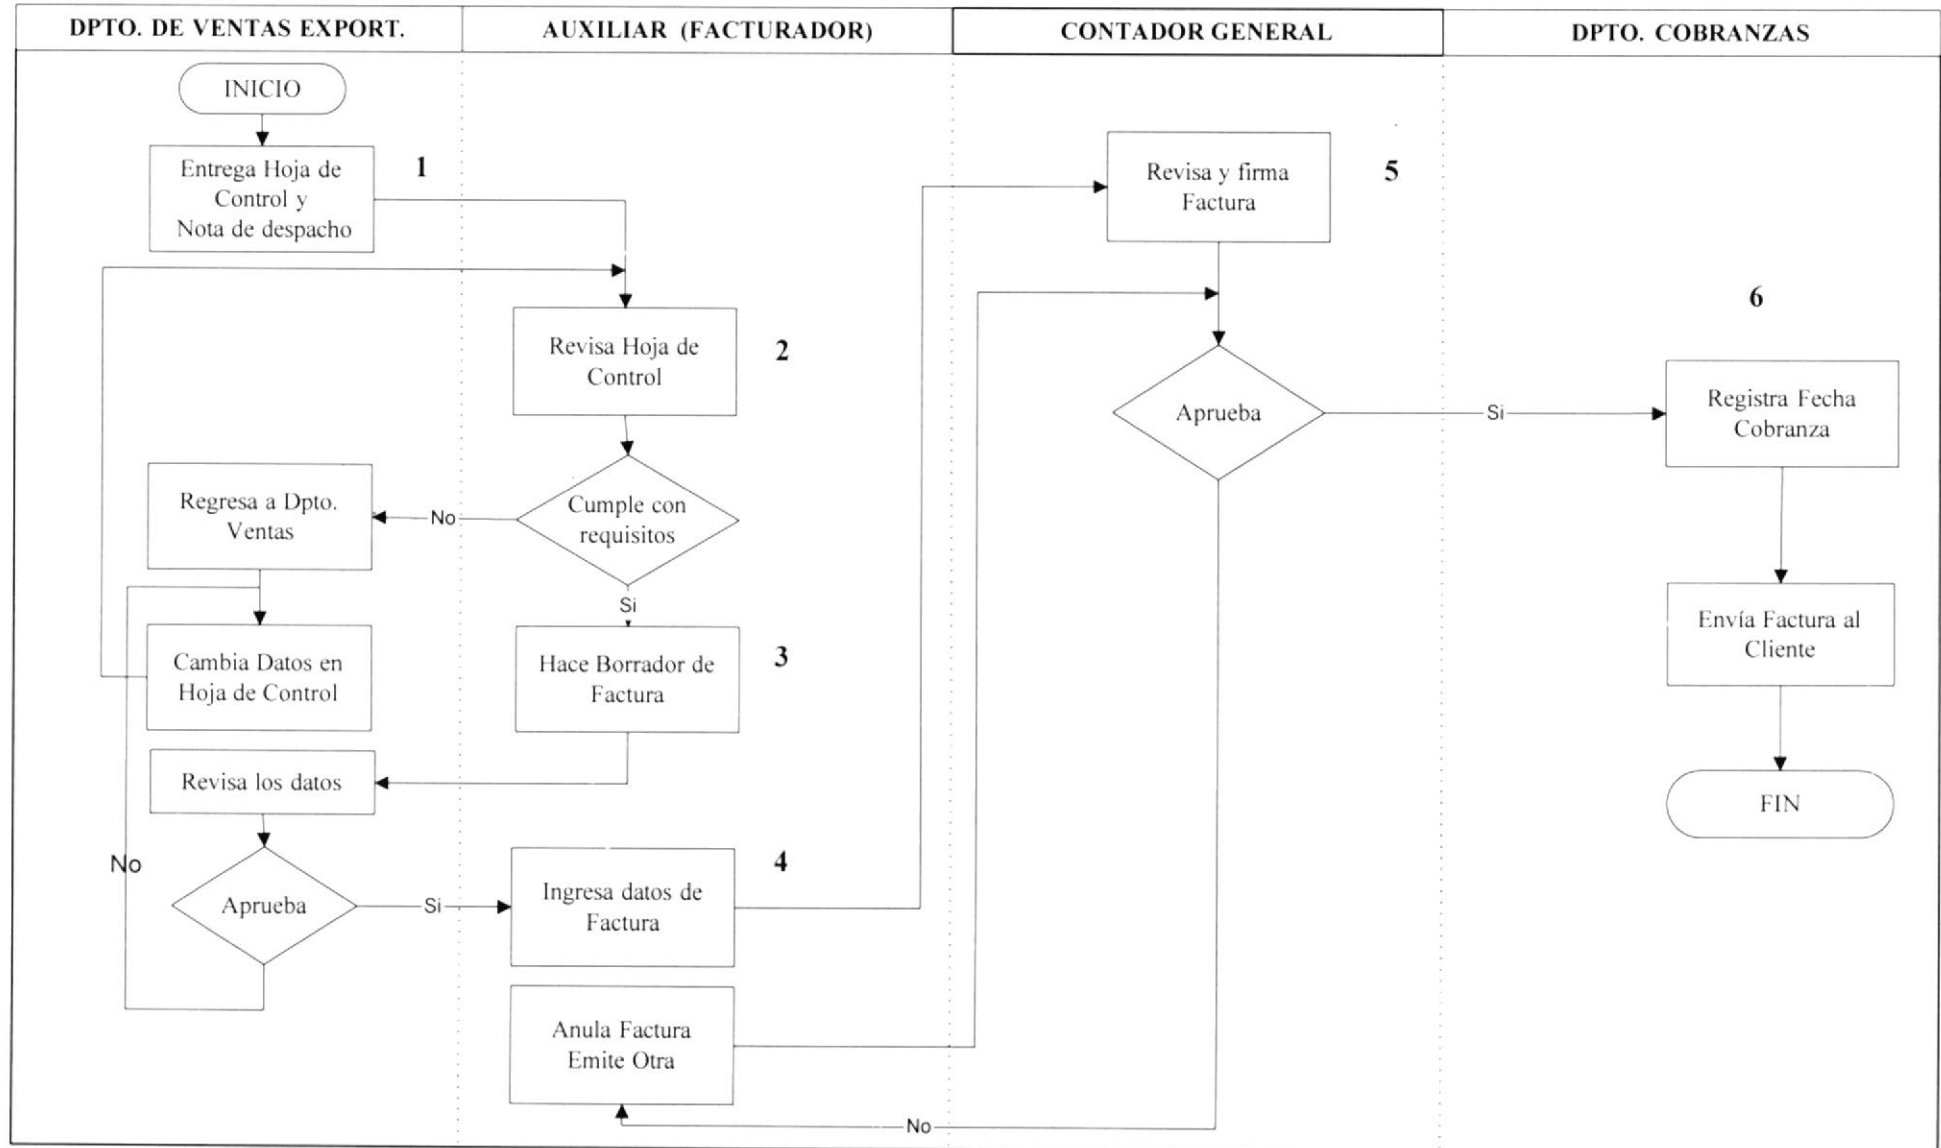 DPTO. DE VENTAS EXPORT.
AUXILIAR (FACTURADOR)
CONTADOR GENERAL
DPTO. COBRANZAS
INICIO
Entrega Hoja de
Control y
Nota de despacho
1
Revisa Hoja de
Control
2
Cumple con
requisitos
No
Regresa a Dpto.
Ventas
Cambia Datos en
Hoja de Control
Si
Hace Borrador de
Factura
3
Revisa los datos
Aprueba
No
Si
Ingresa datos de
Factura
4
Anula Factura
Emite Otra
Revisa y firma
Factura
5
Aprueba
No
Si
6
Registra Fecha
Cobranza
Envía Factura al
Cliente
FIN